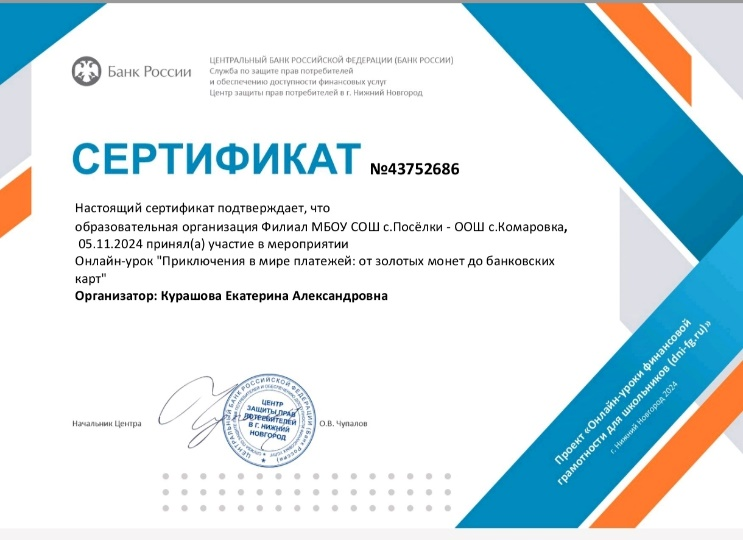 Банк России
ЦЕНТРАЛЬНЫЙ БАНК РОССИЙСКОЙ ФЕДЕРАЦИИ (БАНК РОССИИ)
Служба по защите прав потребителей
и обеспечению доступности финансовых услуг
Центр защиты прав потребителей в г. Нижний Новгород
СЕРТИФИКАТ №43752686
Настоящий сертификат подтверждает, что
образовательная организация Филиал МБОУ СОШ с.Посёлки - ООШ с.Комаровка,
05.11.2024 принял(а) участие в мероприятии
Онлайн-урок "Приключения в мире платежей: от золотых монет до банковских
карт"
Организатор: Курашова Екатерина Александровна
Начальник Центра
ЦЕНТР
ЗАЩИТЫ ПРАВ
ПОТРЕБИТЕЛЕЙ
В Г. НИЖНИЙ
НОВГОРОД
ЦЕНТРАЛЬНЫЙ БАНК РОССИЙСКОЙ ФЕДЕРАЦИИ (Банк России)
О.В. Чупалов
Проект «Онлайн-уроки финансовой
грамотности для школьников (dni-fg.ru)»
г. Нижний Новгород 2024